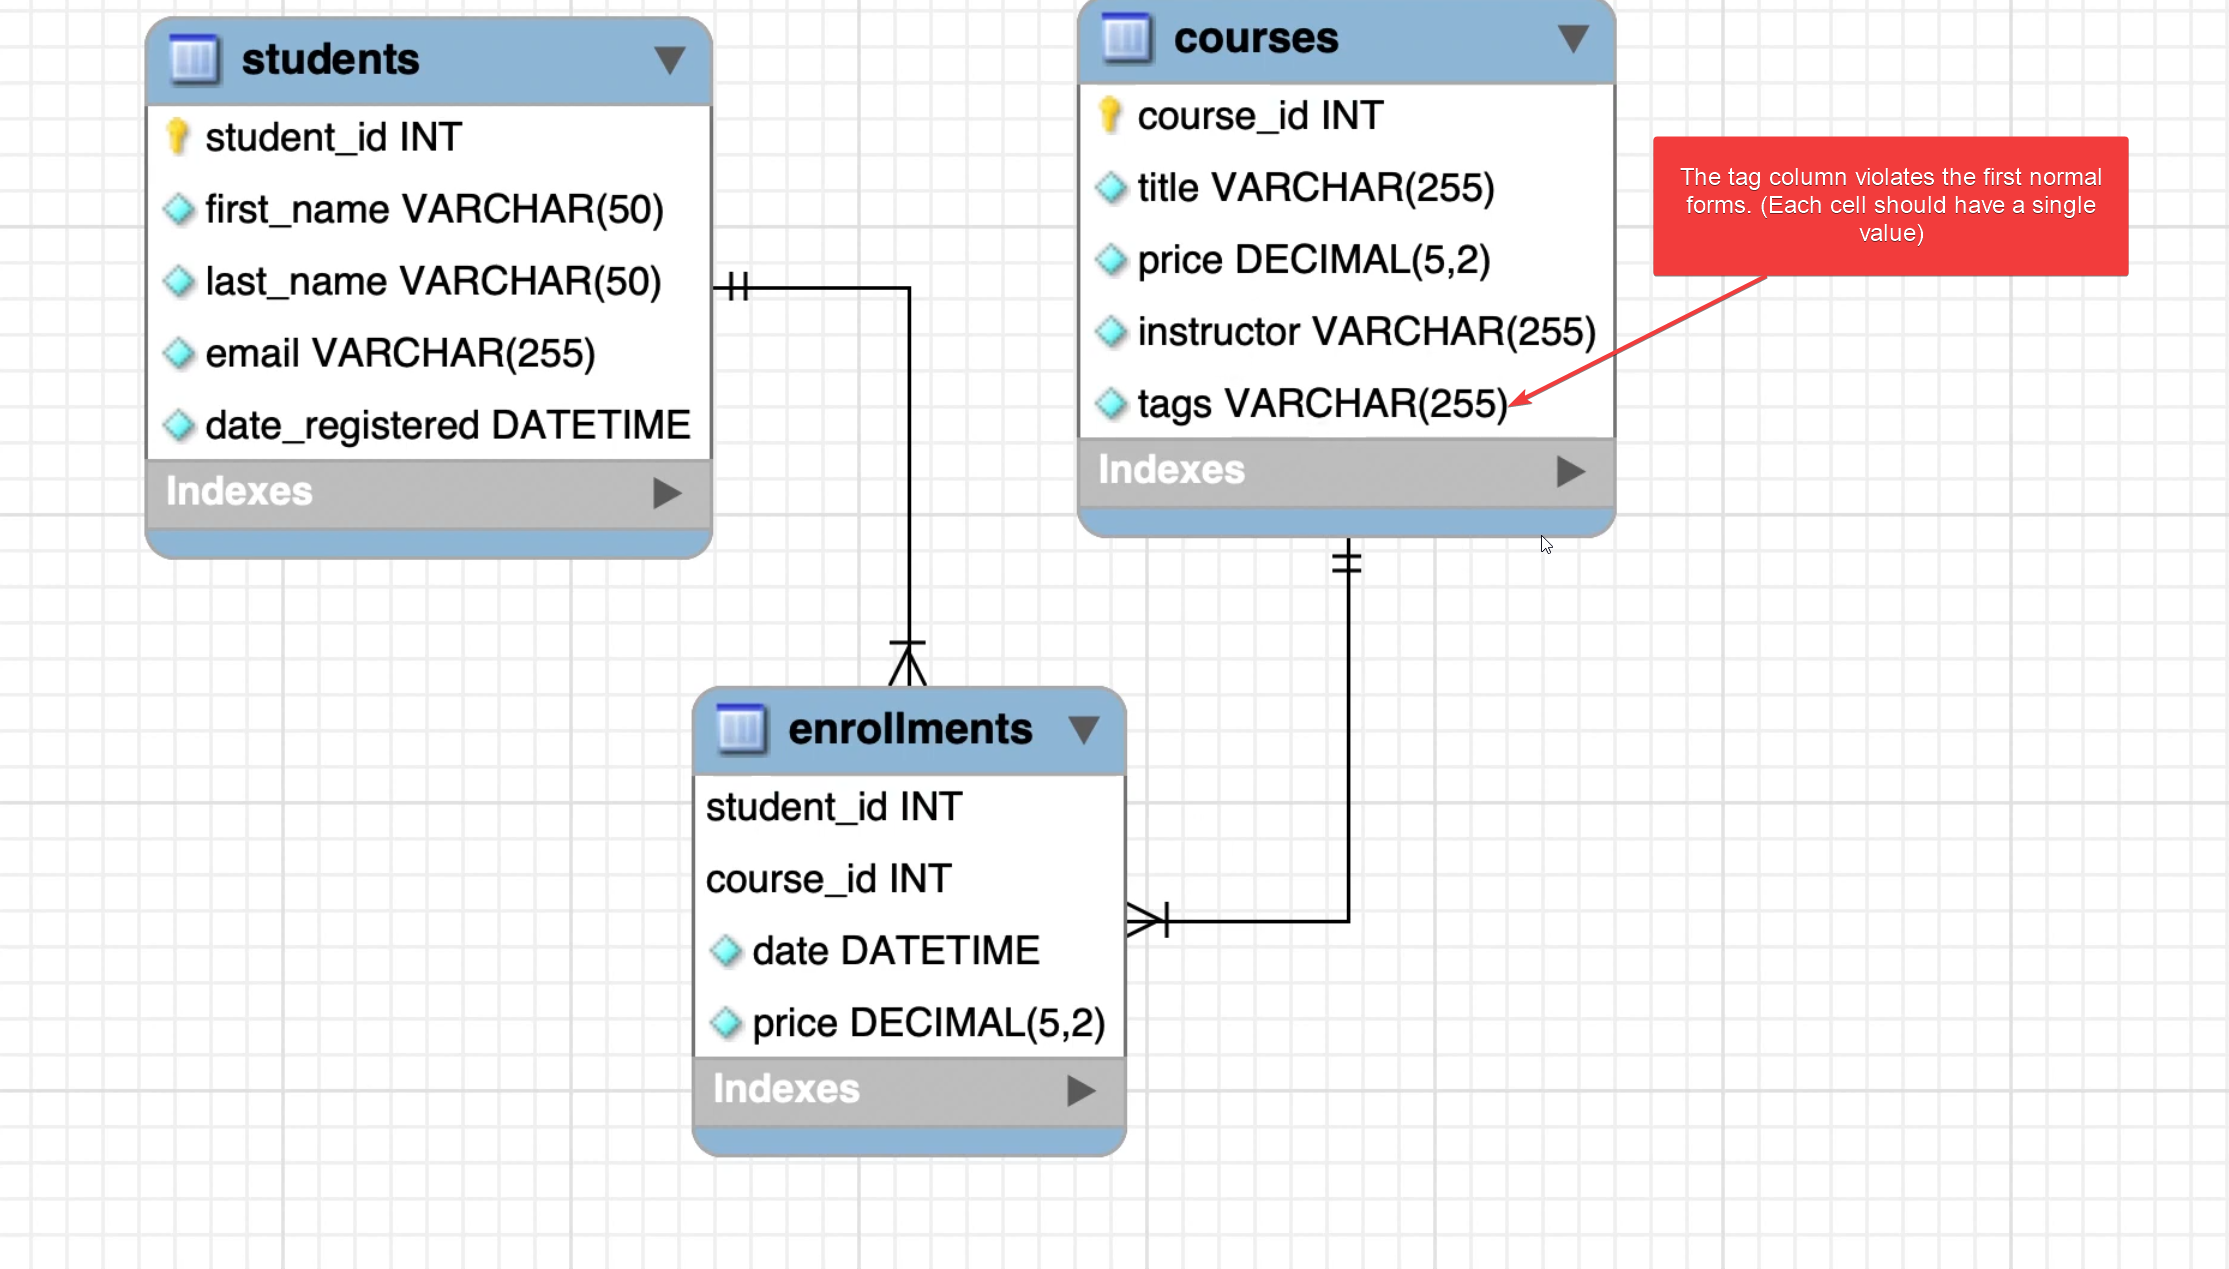 students
student_id INT
first_name VARCHAR(50)
last_name VARCHAR(50)
email VARCHAR(255)
date_registered DATETIME
Indexes
courses
course_id INT
title VARCHAR(255)
price DECIMAL(5,2)
instructor VARCHAR(255)
tags VARCHAR(255)
Indexes
The tag column violates the first normal
forms. (Each cell should have a single
value)
enrollments
student_id INT
course_id INT
date DATETIME
price DECIMAL(5,2)
Indexes